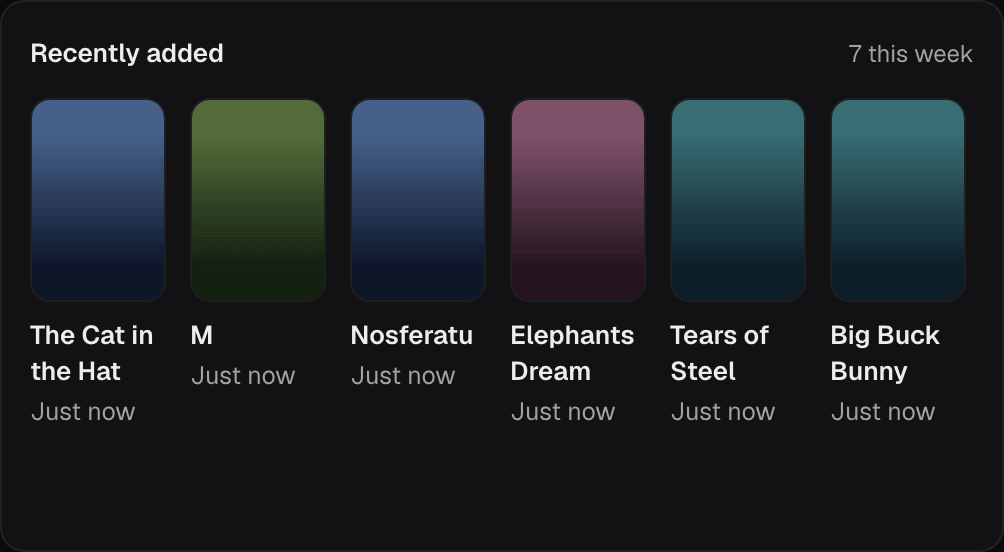 Recently added
7 this week
The Cat in
the Hat
Just now
M
Just now
Nosferatu
Just now
Elephants
Dream
Just now
Tears of
Steel
Just now
Big Buck
Bunny
Just now